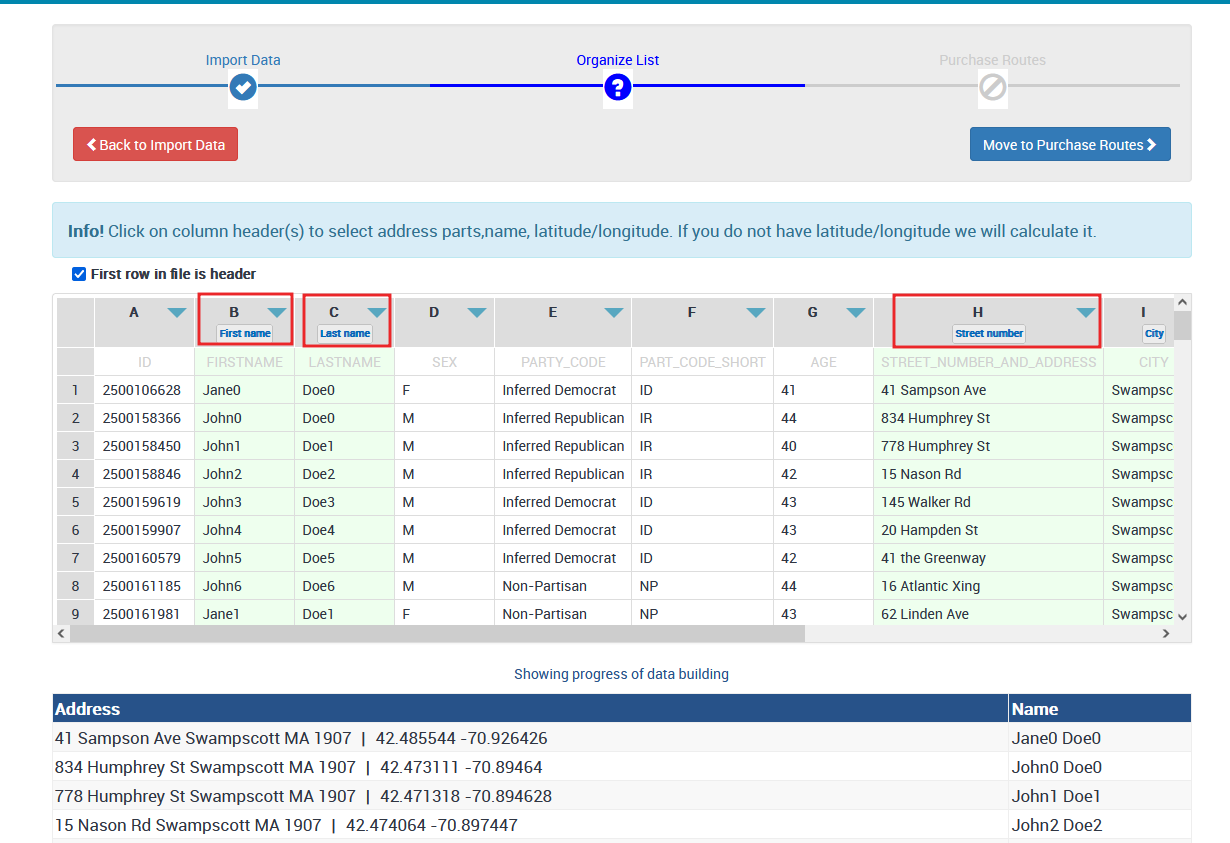 Import Data Organize List Purchase Routes
Back to Import Data Move to Purchase Routes
Info! Click on column header(s) to select address parts,name, latitude/longitude. If you do not have latitude/longitude we will calculate it.
First row in file is header
A B C D E F G H I
First name Last name Street number City
ID FIRSTNAME LASTNAME SEX PARTY_CODE PART_CODE_SHORT AGE STREET_NUMBER_AND_ADDRESS CITY
1 2500106628 Jane0 Doe0 F Inferred Democrat ID 41 41 Sampson Ave Swampsc
2 2500158366 John0 Doe0 M Inferred Republican IR 44 834 Humphrey St Swampsc
3 2500158450 John1 Doe1 M Inferred Republican IR 40 778 Humphrey St Swampsc
4 2500158846 John2 Doe2 M Inferred Republican IR 42 15 Nason Rd Swampsc
5 2500159619 John3 Doe3 M Inferred Democrat ID 43 145 Walker Rd Swampsc
6 2500159907 John4 Doe4 M Inferred Democrat ID 43 20 Hampden St Swampsc
7 2500160579 John5 Doe5 M Inferred Democrat ID 42 41 the Greenway Swampsc
8 2500161185 John6 Doe6 M Non-Partisan NP 44 16 Atlantic Xing Swampsc
9 2500161981 Jane1 Doe1 F Non-Partisan NP 43 62 Linden Ave Swampsc
Showing progress of data building
Address Name
41 Sampson Ave Swampscott MA 1907 | 42.485544 -70.926426 Jane0 Doe0
834 Humphrey St Swampscott MA 1907 | 42.473111 -70.89464 John0 Doe0
778 Humphrey St Swampscott MA 1907 | 42.471318 -70.894628 John1 Doe1
15 Nason Rd Swampscott MA 1907 | 42.474064 -70.897447 John2 Doe2